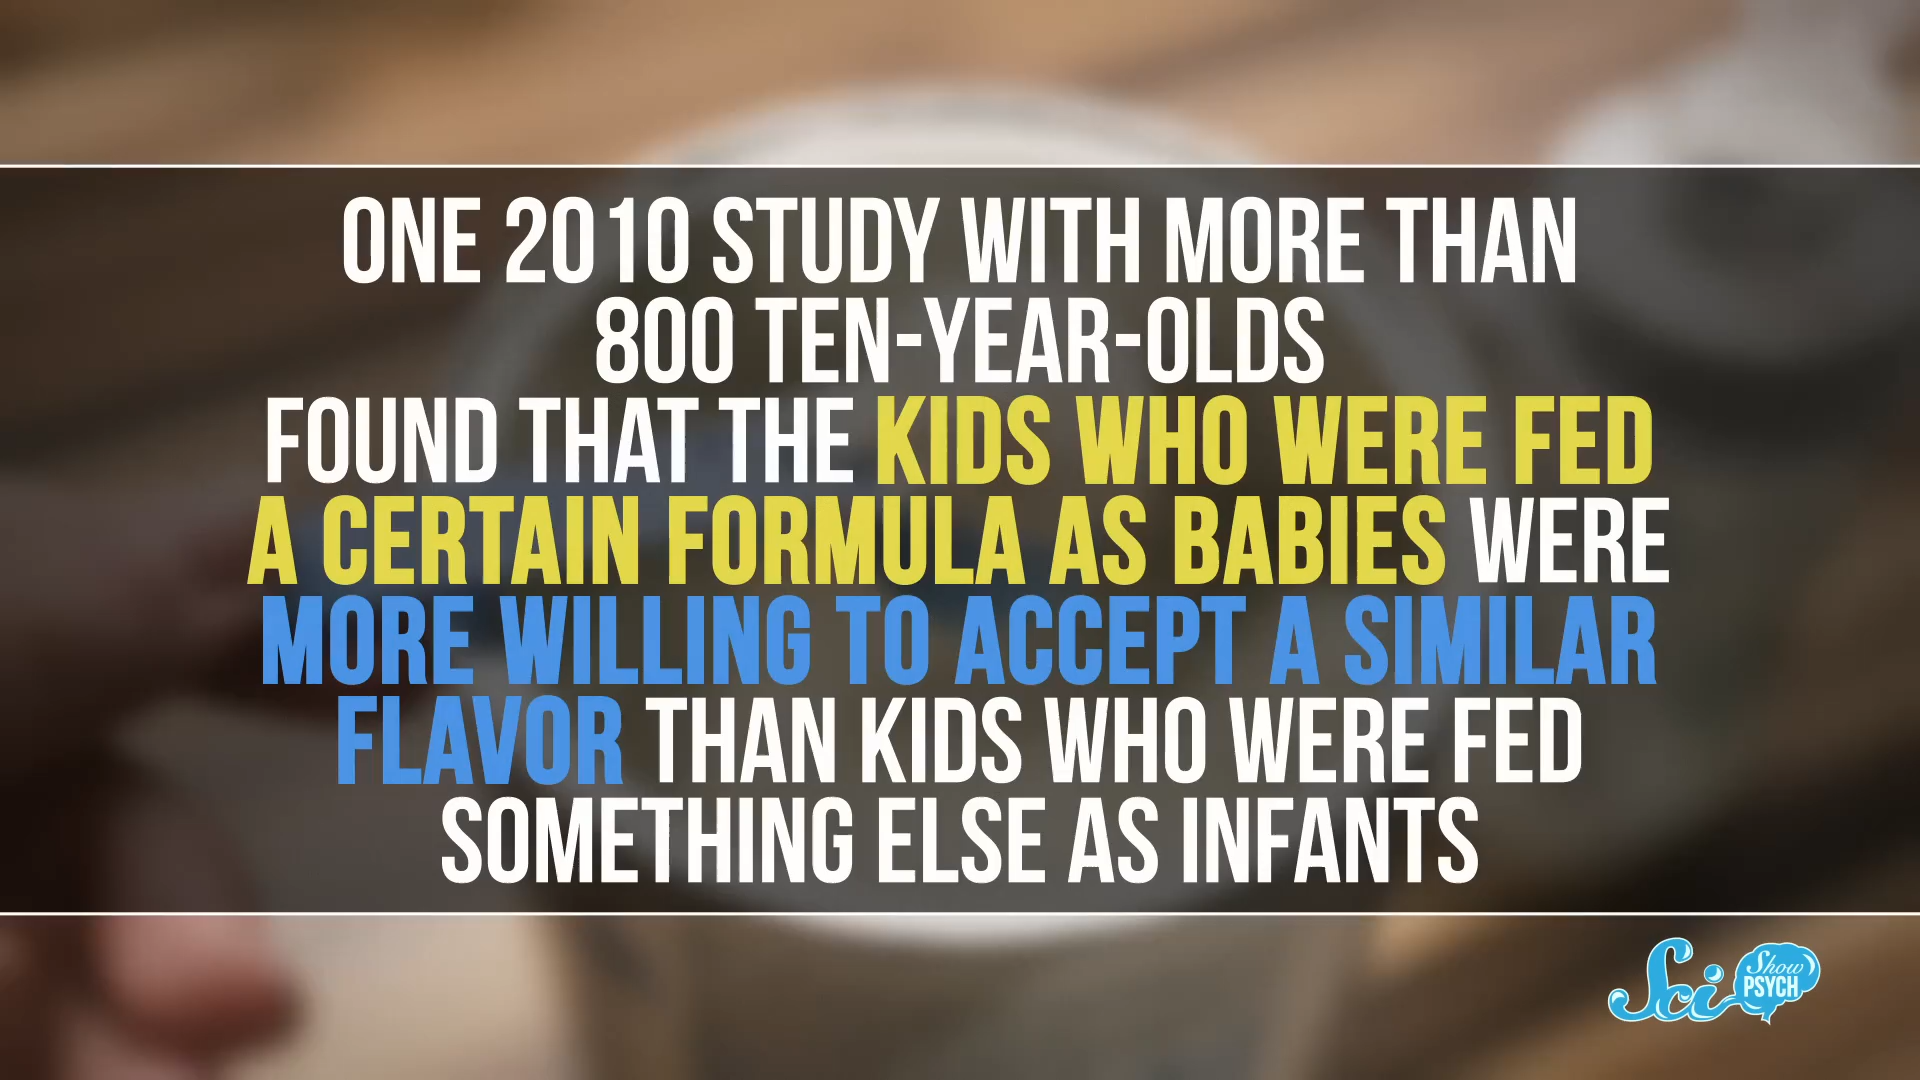 ONE 2010 STUDY WITH MORE THAN
800 TEN-YEAR-OLDS
FOUND THAT THE KIDS WHO WERE FED
A CERTAIN FORMULA AS BABIES WERE
MORE WILLING TO ACCEPT A SIMILAR
FLAVOR THAN KIDS WHO WERE FED
SOMETHING ELSE AS INFANTS
Sci Show
PSYCH